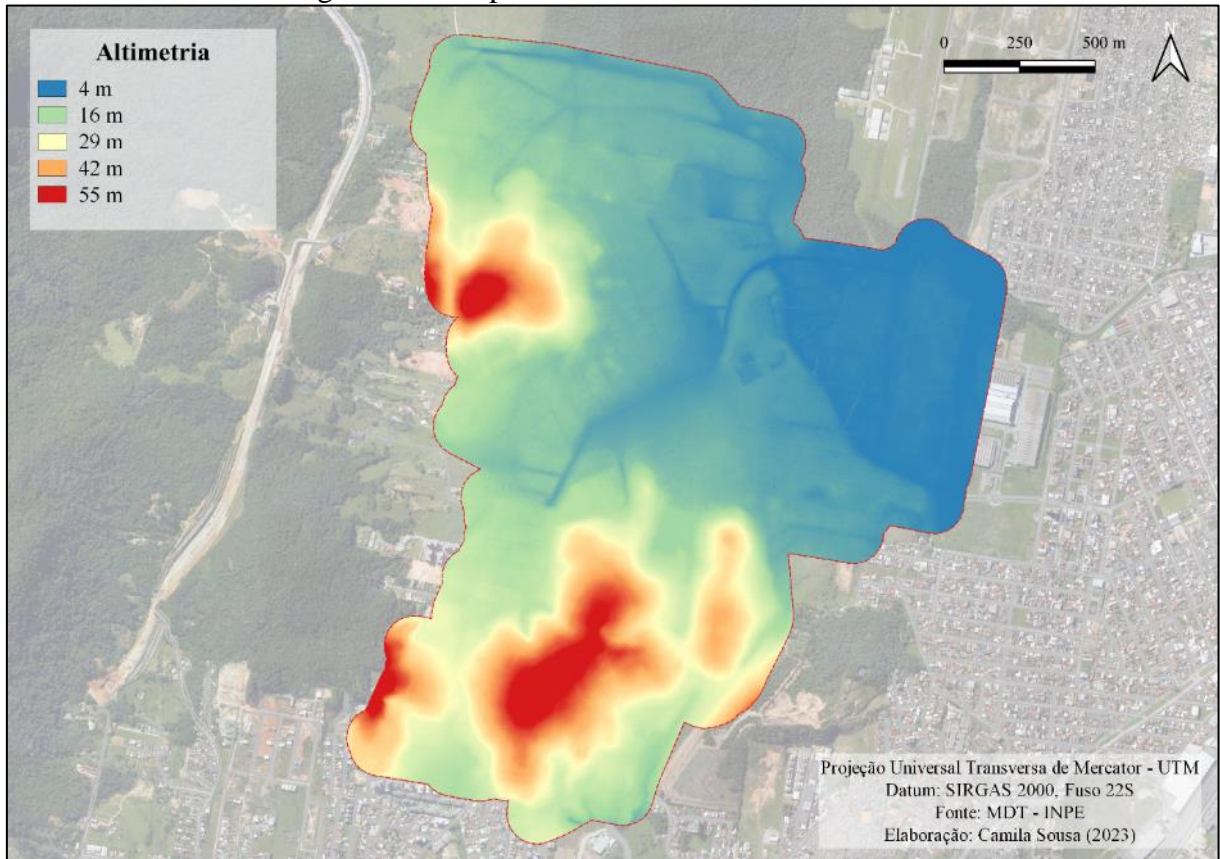 Altimetria
4 m
16 m
29 m
42 m
55 m
0 250 500 m
N
Projeção Universal Transversa de Mercator - UTM
Datum: SIRGAS 2000, Fuso 22S
Fonte: MDT - INPE
Elaboração: Camila Sousa (2023)